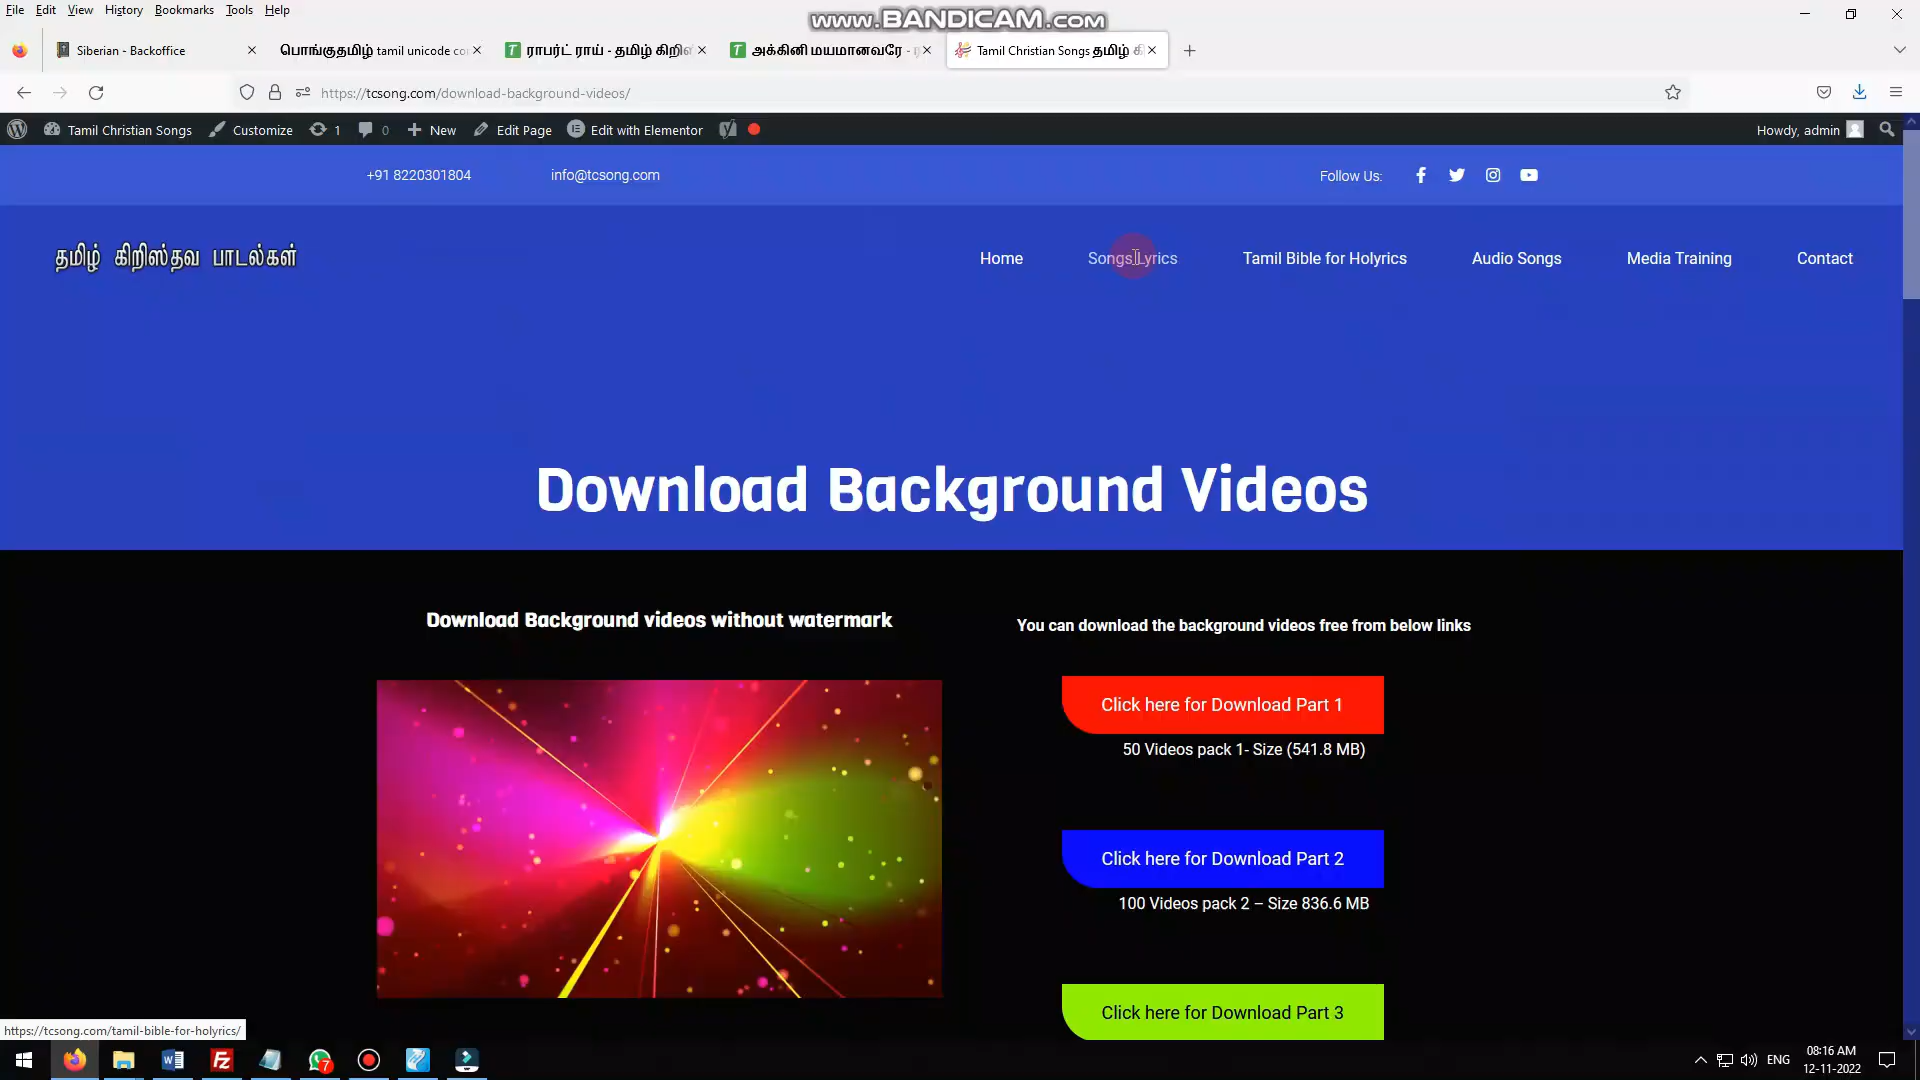 File Edit View History Bookmarks Tools Help
www.BANDICAM.com
Siberian - Backoffice
பொங்குதமிழ் tamil unicode co
ராபர்ட் ராய் - தமிழ் கிறிஸ்
அக்கினி மயமானவரே -
Tamil Christian Songs தமிழ் கி
https://tcsong.com/download-background-videos/
Tamil Christian Songs Customize 1 0 New Edit Page Edit with Elementor Howdy, admin
+91 8220301804 info@tcsong.com Follow Us:
தமிழ் கிறிஸ்தவ பாடல்கள்
Home Songs Lyrics Tamil Bible for Holyrics Audio Songs Media Training Contact
Download Background Videos
Download Background videos without watermark
You can download the background videos free from below links
Click here for Download Part 1
50 Videos pack 1- Size (541.8 MB)
Click here for Download Part 2
100 Videos pack 2 – Size 836.6 MB
Click here for Download Part 3
https://tcsong.com/tamil-bible-for-holyrics/
7
ENG
08:16 AM
12-11-2022